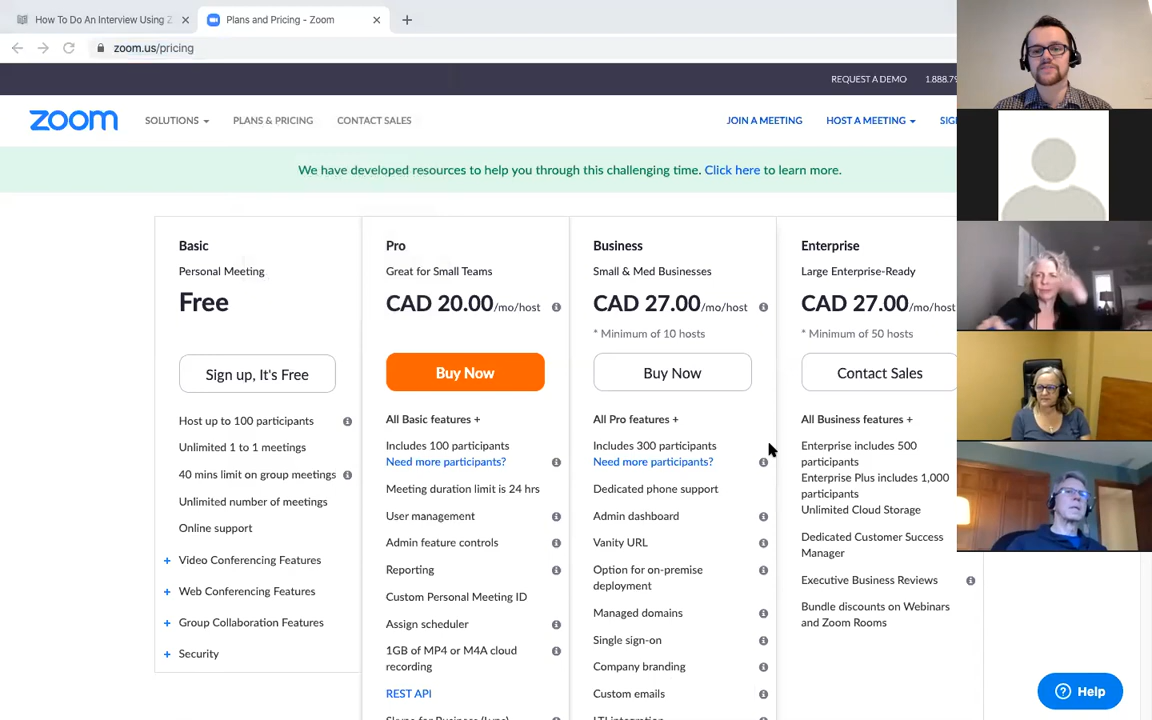 How To Do An Interview Using Z
Plans and Pricing - Zoom
zoom.us/pricing
REQUEST A DEMO
1.888.79
zoom
SOLUTIONS
PLANS & PRICING
CONTACT SALES
JOIN A MEETING
HOST A MEETING
SIG
We have developed resources to help you through this challenging time. Click here to learn more.
Basic
Personal Meeting
Free
Sign up, It's Free
Host up to 100 participants
Unlimited 1 to 1 meetings
40 mins limit on group meetings
Unlimited number of meetings
Online support
+ Video Conferencing Features
+ Web Conferencing Features
+ Group Collaboration Features
+ Security
Pro
Great for Small Teams
CAD 20.00/mo/host
Buy Now
All Basic features +
Includes 100 participants
Need more participants?
Meeting duration limit is 24 hrs
User management
Admin feature controls
Reporting
Custom Personal Meeting ID
Assign scheduler
1GB of MP4 or M4A cloud
recording
REST API
Skype for Business (Lync)
Business
Small & Med Businesses
CAD 27.00/mo/host
* Minimum of 10 hosts
Buy Now
All Pro features +
Includes 300 participants
Need more participants?
Dedicated phone support
Admin dashboard
Vanity URL
Option for on-premise
deployment
Managed domains
Single sign-on
Company branding
Custom emails
LTI integration
Enterprise
Large Enterprise-Ready
CAD 27.00/mo/host
* Minimum of 50 hosts
Contact Sales
All Business features +
Enterprise includes 500
participants
Enterprise Plus includes 1,000
participants
Unlimited Cloud Storage
Dedicated Customer Success
Manager
Executive Business Reviews
Bundle discounts on Webinars
and Zoom Rooms
Help